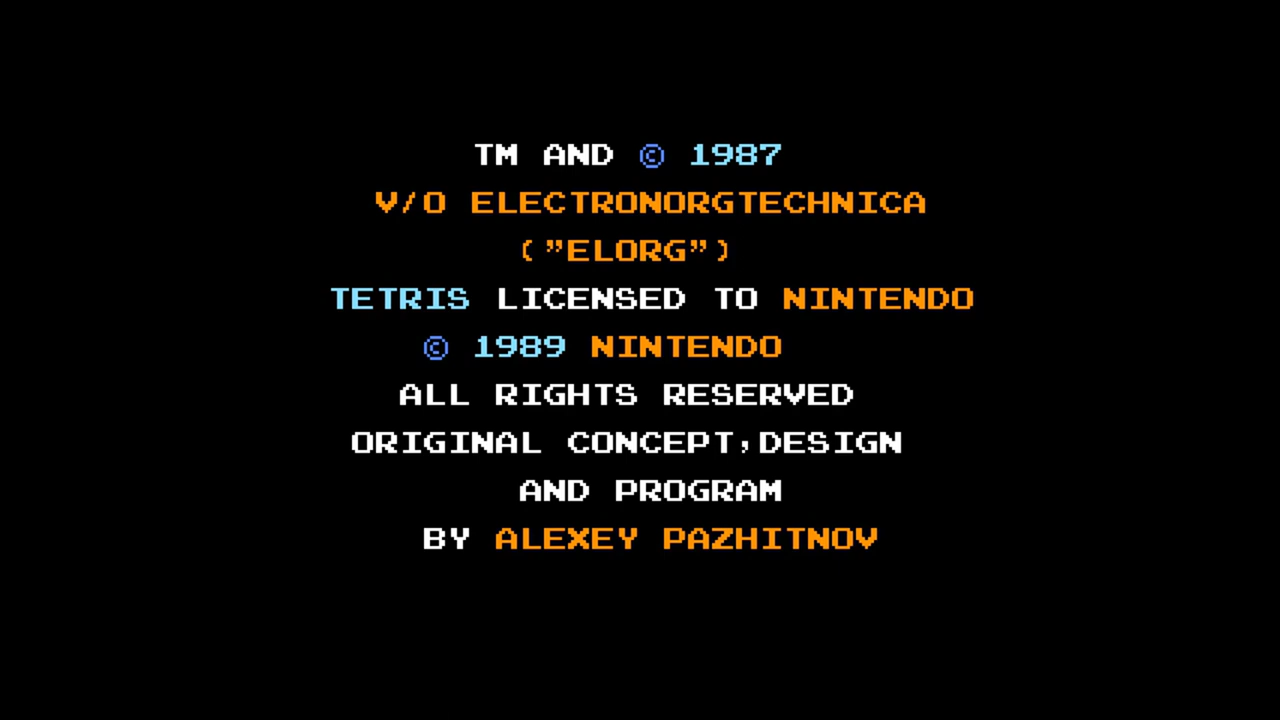 TM AND © 1987
V/O ELECTRONORGTECHNICA
("ELORG")
TETRIS LICENSED TO NINTENDO
© 1989 NINTENDO
ALL RIGHTS RESERVED
ORIGINAL CONCEPT,DESIGN
AND PROGRAM
BY ALEXEY PAZHITNOV